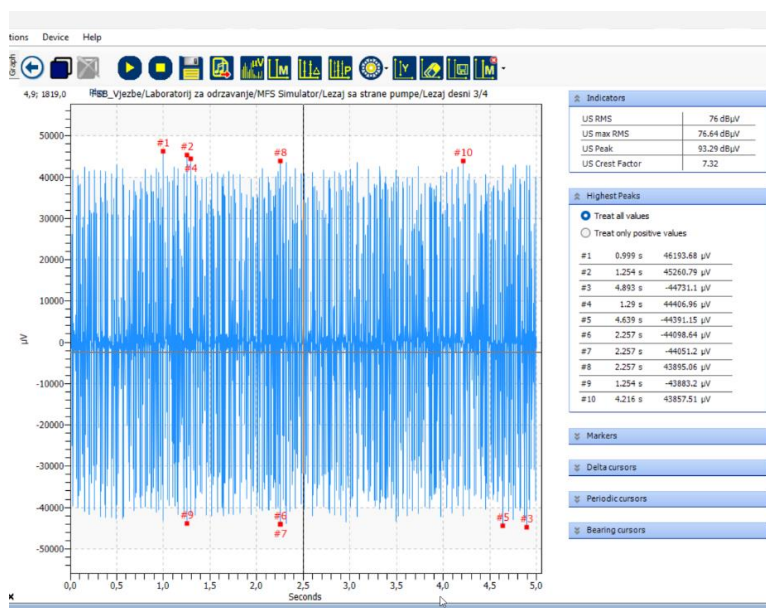 tions Device Help
Graph
4,9; 1819,0
FSB_Vjezbe/Laboratorij za odrzavanje/MFS Simulator/Lezaj sa strane pumpe/Lezaj desni 3/4
50000
40000
30000
20000
10000
0
-10000
-20000
-30000
-40000
-50000
µV
#1
#2
#4
#8
#10
#9
#6
#7
#5
#3
0,0 0,5 1,0 1,5 2,0 2,5 3,0 3,5 4,0 4,5 5,0
Seconds
x
Indicators
US RMS 76 dBµV
US max RMS 76.64 dBµV
US Peak 93.29 dBµV
US Crest Factor 7.32
Highest Peaks
Treat all values
Treat only positive values
#1 0.999 s 46193.68 µV
#2 1.254 s 45260.79 µV
#3 4.893 s -44731.1 µV
#4 1.29 s 44406.96 µV
#5 4.639 s -44391.15 µV
#6 2.257 s -44098.64 µV
#7 2.257 s -44051.2 µV
#8 2.257 s 43895.06 µV
#9 1.254 s -43883.2 µV
#10 4.216 s 43857.51 µV
Markers
Delta cursors
Periodic cursors
Bearing cursors